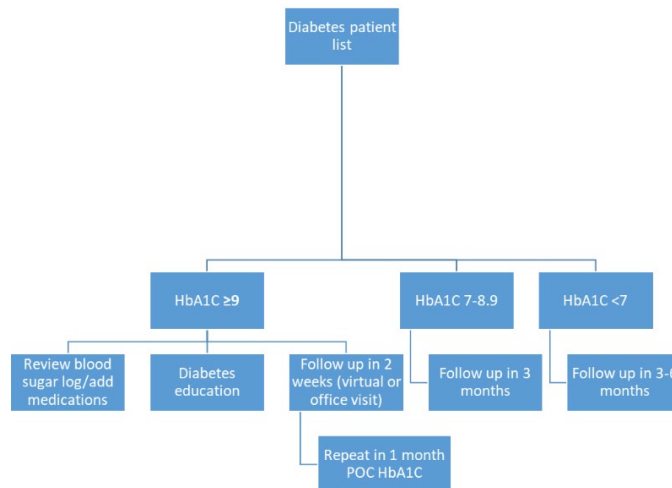 Diabetes patient
list
HbA1C ≥9
HbA1C 7-8.9
HbA1C <7
Review blood
sugar log/add
medications
Diabetes
education
Follow up in 2
weeks (virtual or
office visit)
Follow up in 3
months
Follow up in
months
Repeat in 1 month
POC HbA1C